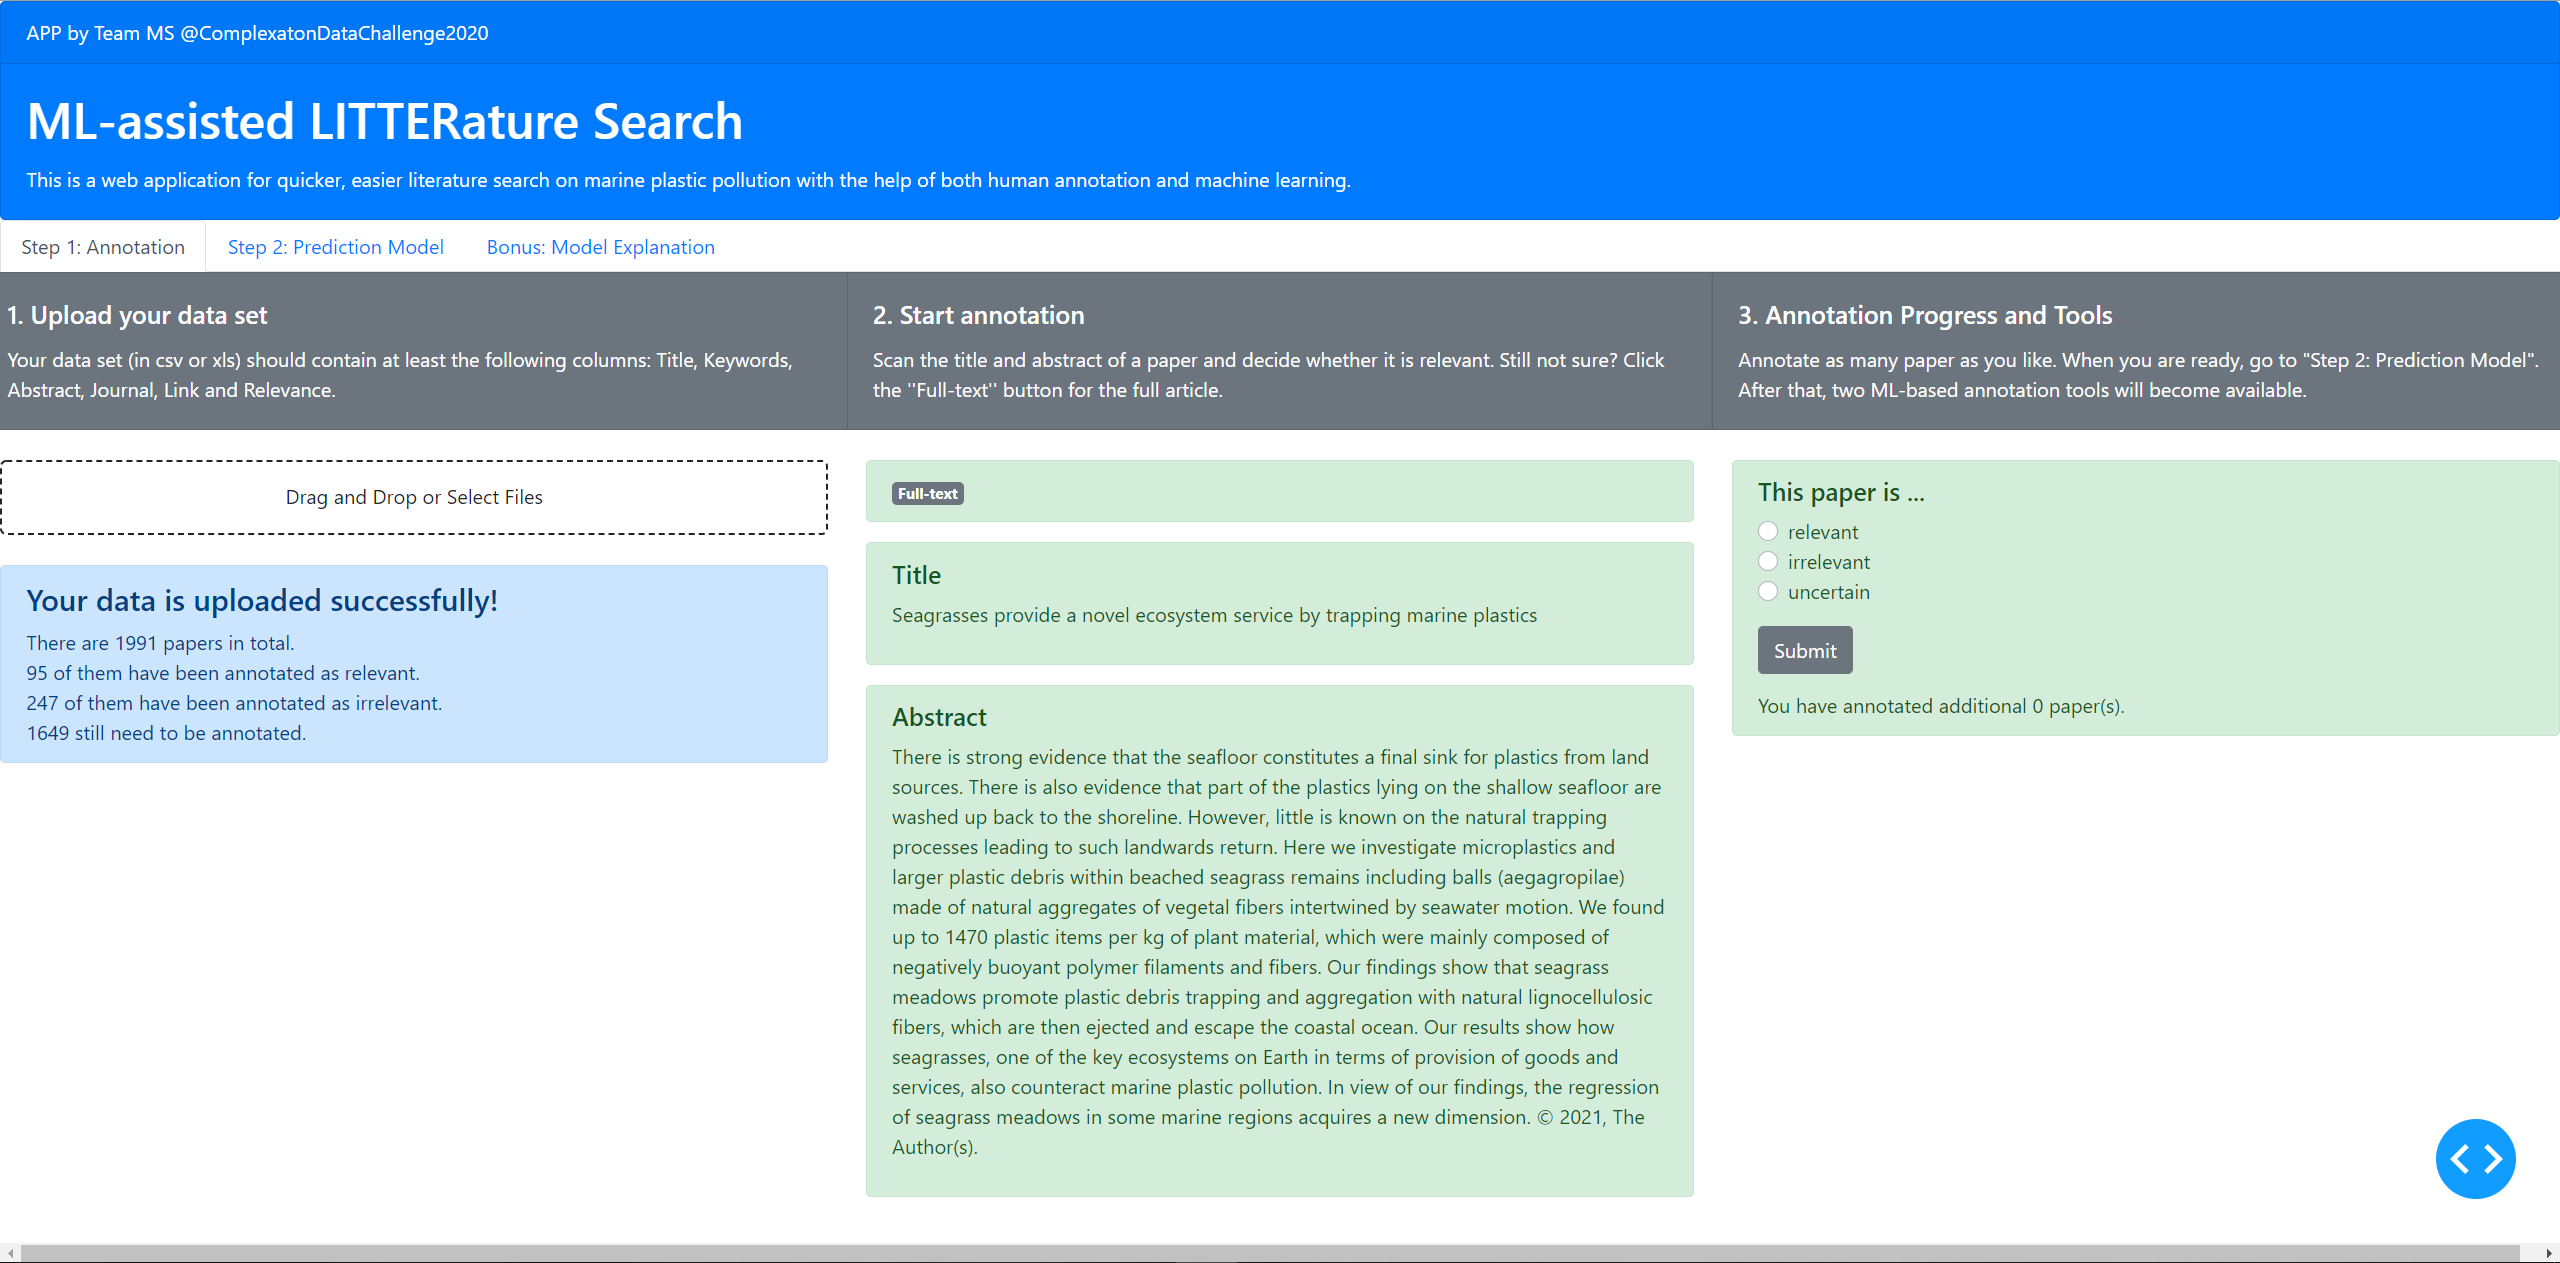 APP by Team MS @ComplexatonDataChallenge2020
ML-assisted LITTERature Search
This is a web application for quicker, easier literature search on marine plastic pollution with the help of both human annotation and machine learning.
Step 1: Annotation
Step 2: Prediction Model
Bonus: Model Explanation
1. Upload your data set
Your data set (in csv or xls) should contain at least the following columns: Title, Keywords,
Abstract, Journal, Link and Relevance.
2. Start annotation
Scan the title and abstract of a paper and decide whether it is relevant. Still not sure? Click
the ''Full-text'' button for the full article.
3. Annotation Progress and Tools
Annotate as many paper as you like. When you are ready, go to "Step 2: Prediction Model".
After that, two ML-based annotation tools will become available.
Drag and Drop or Select Files
Your data is uploaded successfully!
There are 1991 papers in total.
95 of them have been annotated as relevant.
247 of them have been annotated as irrelevant.
1649 still need to be annotated.
Full-text
Title
Seagrasses provide a novel ecosystem service by trapping marine plastics
Abstract
There is strong evidence that the seafloor constitutes a final sink for plastics from land
sources. There is also evidence that part of the plastics lying on the shallow seafloor are
washed up back to the shoreline. However, little is known on the natural trapping
processes leading to such landwards return. Here we investigate microplastics and
larger plastic debris within beached seagrass remains including balls (aegagropilae)
made of natural aggregates of vegetal fibers intertwined by seawater motion. We found
up to 1470 plastic items per kg of plant material, which were mainly composed of
negatively buoyant polymer filaments and fibers. Our findings show that seagrass
meadows promote plastic debris trapping and aggregation with natural lignocellulosic
fibers, which are then ejected and escape the coastal ocean. Our results show how
seagrasses, one of the key ecosystems on Earth in terms of provision of goods and
services, also counteract marine plastic pollution. In view of our findings, the regression
of seagrass meadows in some marine regions acquires a new dimension. © 2021, The
Author(s).
This paper is ...
relevant
irrelevant
uncertain
Submit
You have annotated additional 0 paper(s).